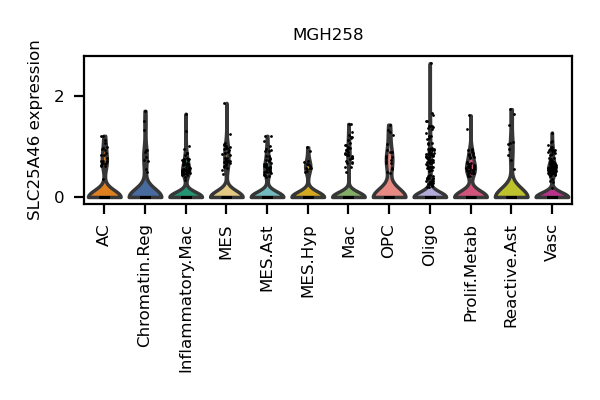 MGH258
SLC25A46 expression
2
0
AC
Chromatin.Reg
Inflammatory.Mac
MES
MES.Ast
MES.Hyp
Mac
OPC
Oligo
Prolif.Metab
Reactive.Ast
Vasc